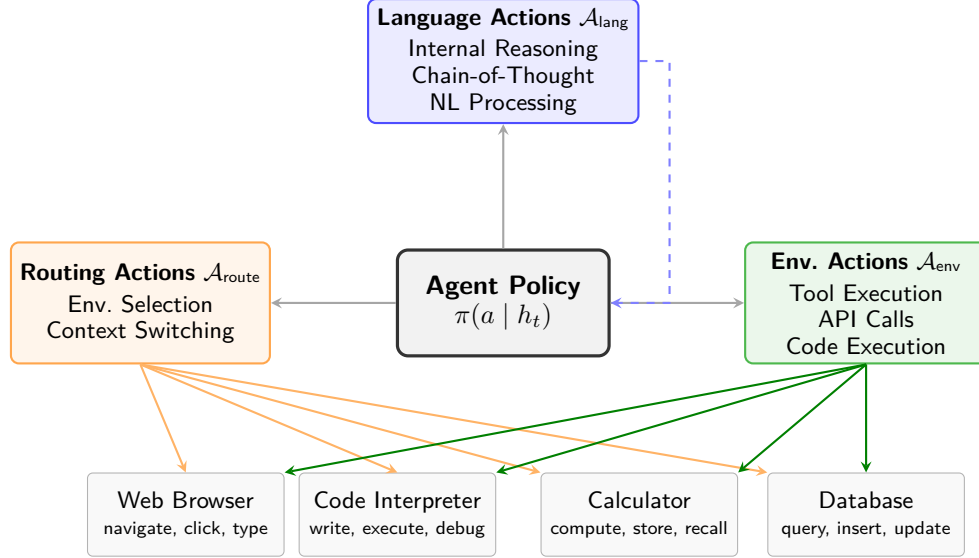 Language Actions 𝒜lang
Internal Reasoning
Chain-of-Thought
NL Processing
Routing Actions 𝒜route
Env. Selection
Context Switching
Agent Policy
π(a | hₜ)
Env. Actions 𝒜env
Tool Execution
API Calls
Code Execution
Web Browser
navigate, click, type
Code Interpreter
write, execute, debug
Calculator
compute, store, recall
Database
query, insert, update